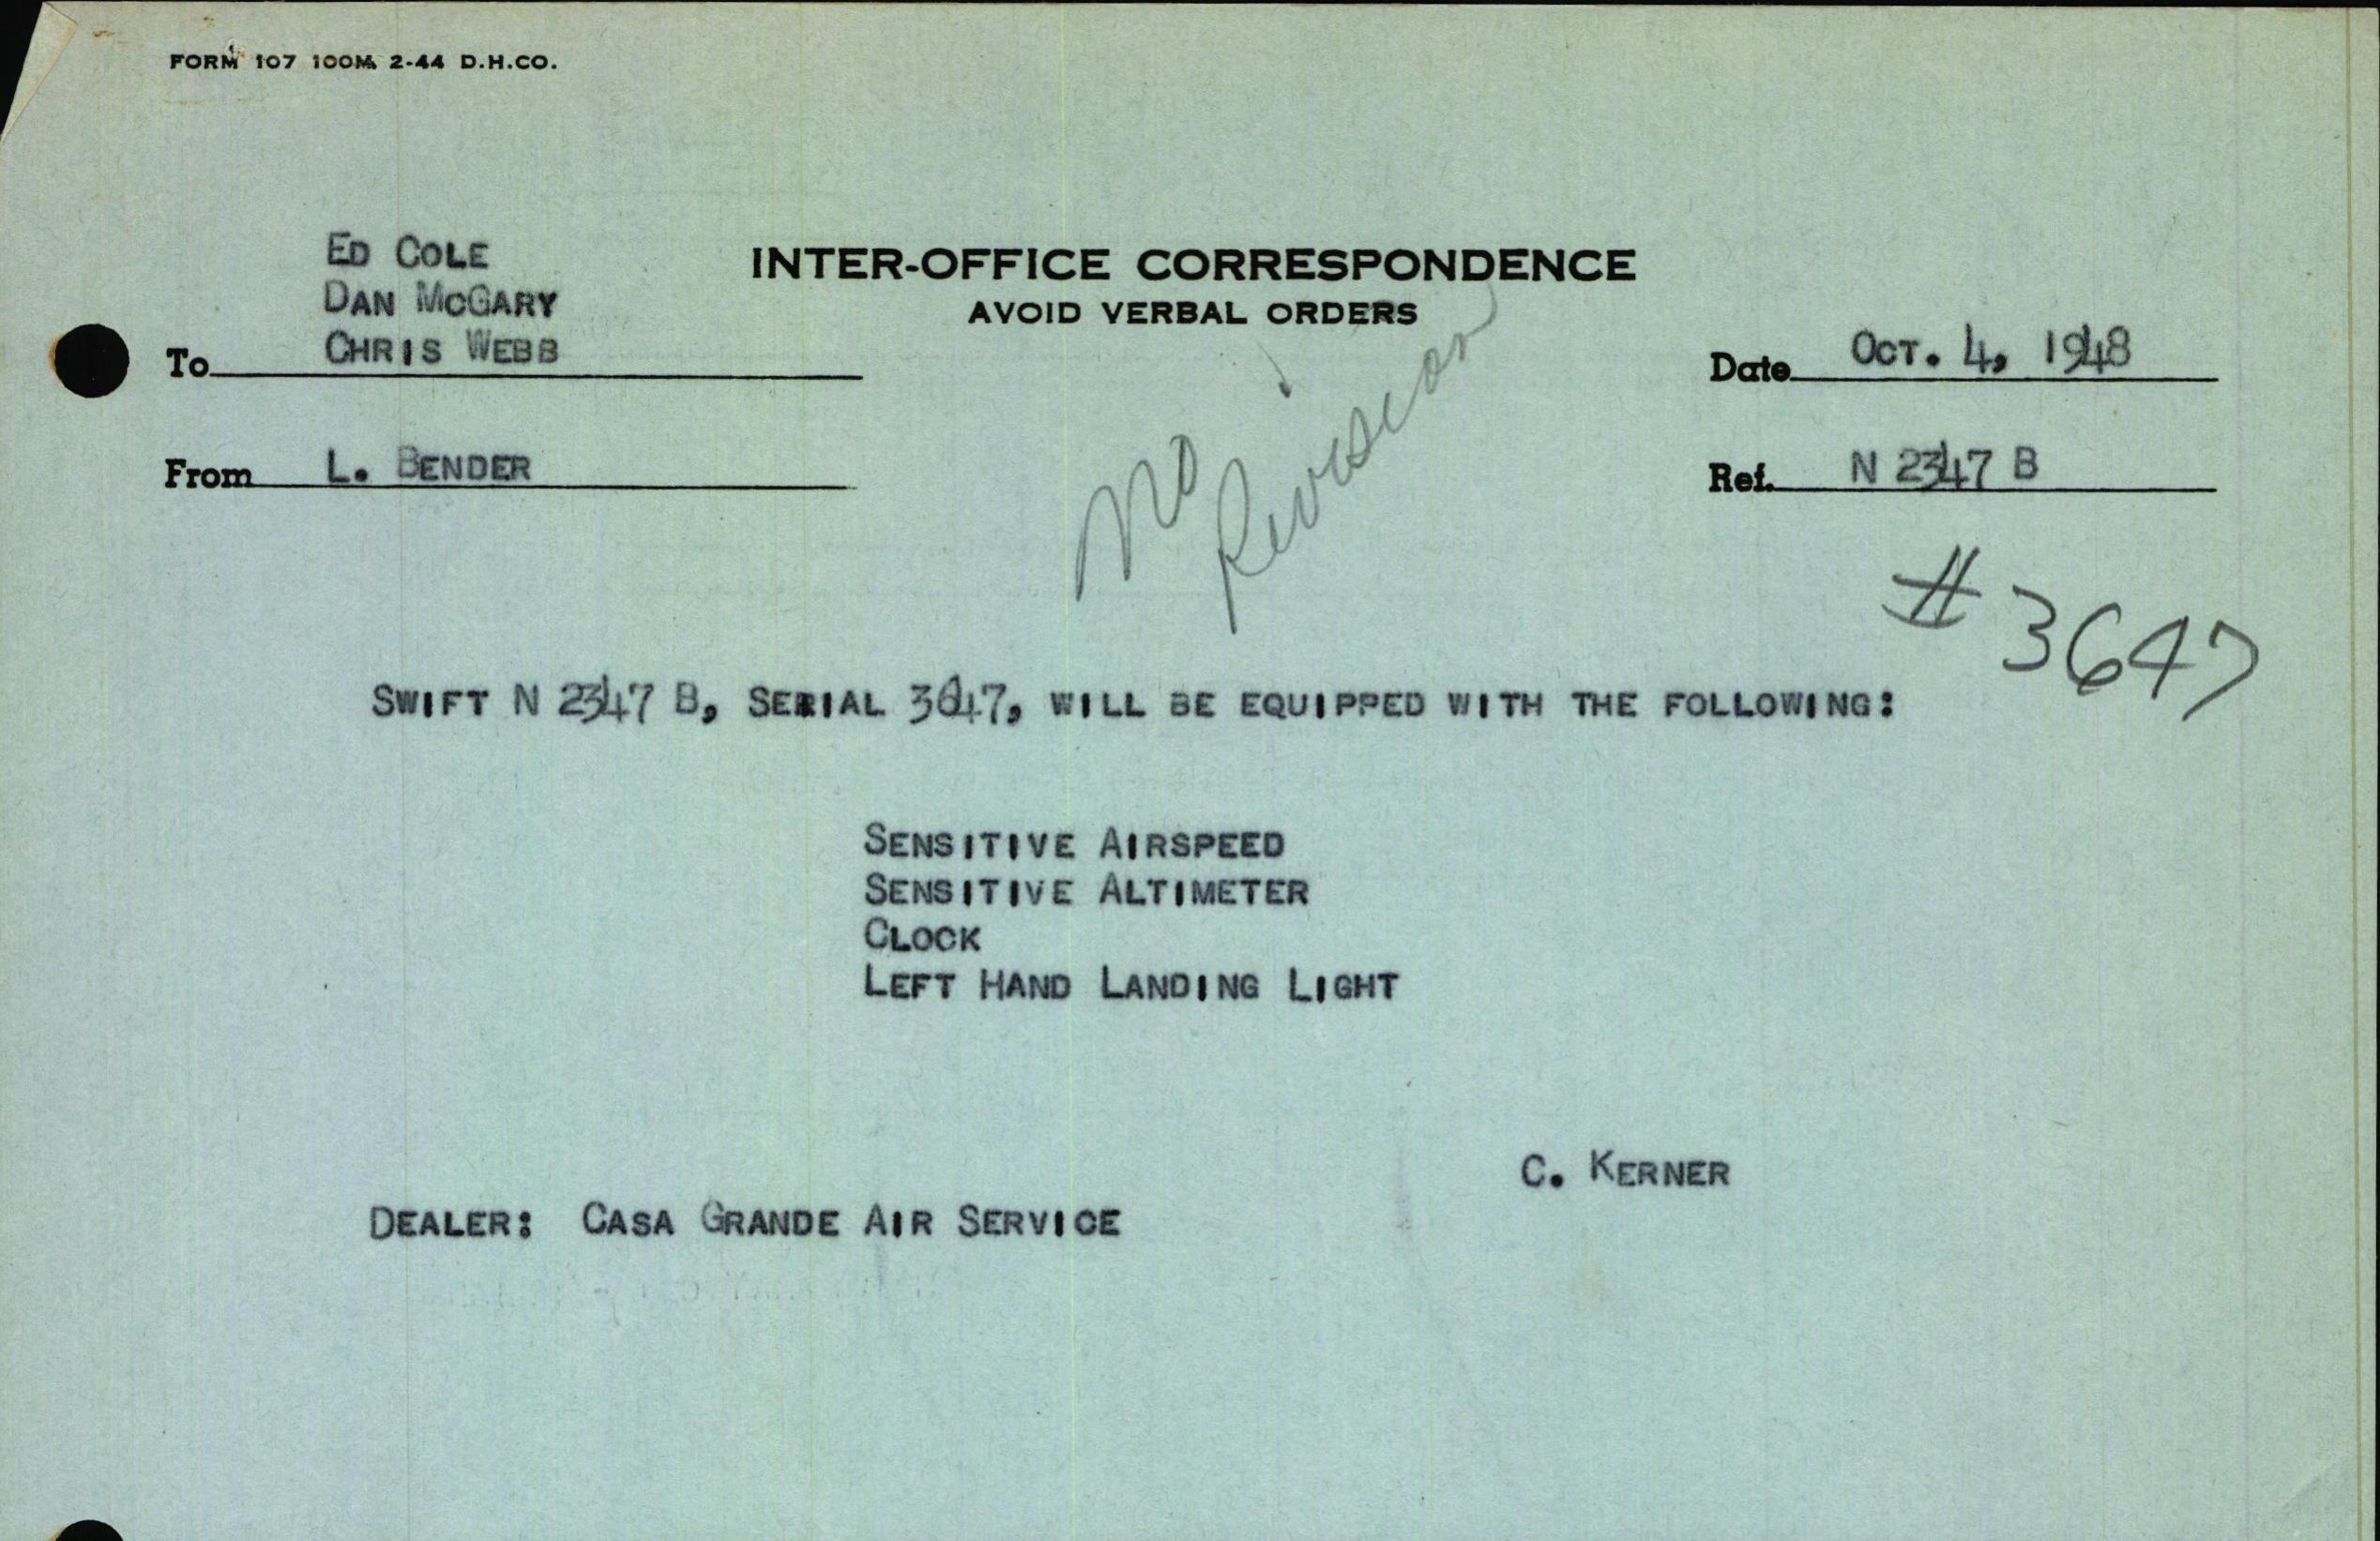 FORM 107 100M 2-44 D.H.CO.
INTER-OFFICE CORRESPONDENCE
AVOID VERBAL ORDERS
ED COLE
DAN MCGARY
To CHRIS WEBB
Date OCT. 4, 1948
From L. BENDER
Ref. N 2347 B
No
Revision
# 3647
SWIFT N 2347 B, SERIAL 3647, WILL BE EQUIPPED WITH THE FOLLOWING:
SENSITIVE AIRSPEED
SENSITIVE ALTIMETER
CLOCK
LEFT HAND LANDING LIGHT
C. KERNER
DEALER: CASA GRANDE AIR SERVICE